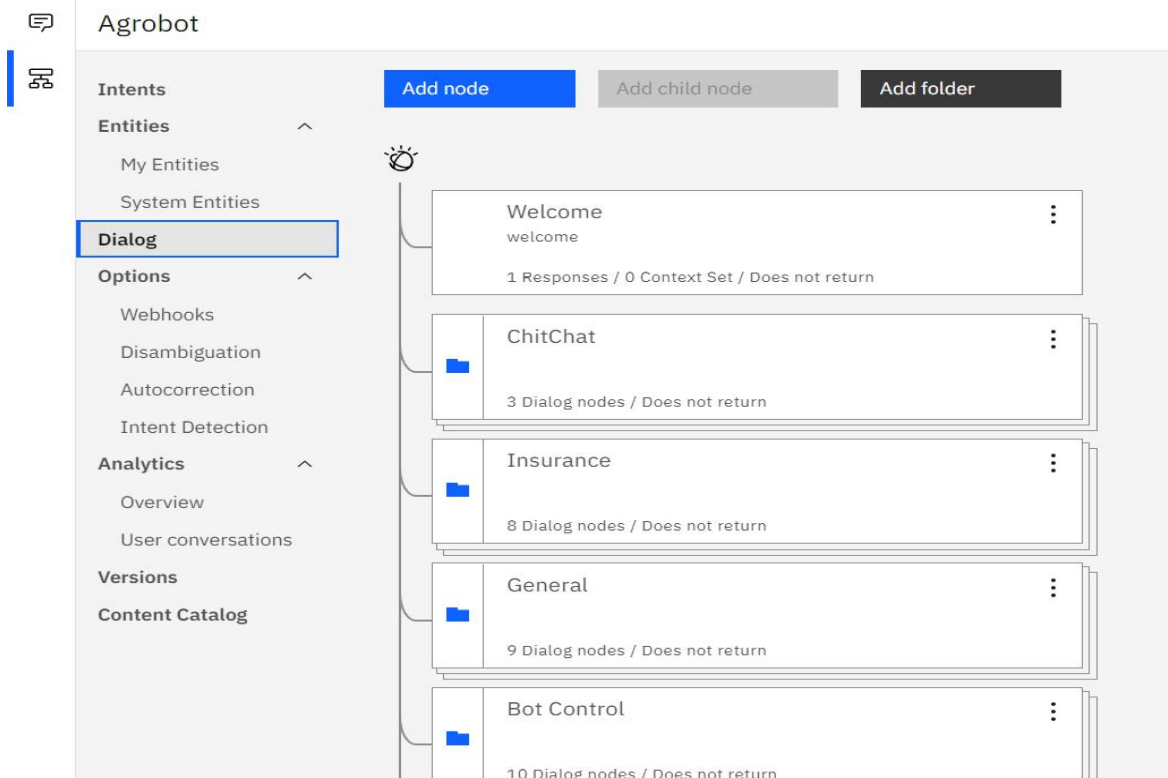 Agrobot
Intents
Entities
My Entities
System Entities
Dialog
Options
Webhooks
Disambiguation
Autocorrection
Intent Detection
Analytics
Overview
User conversations
Versions
Content Catalog
Add node
Add child node
Add folder
Welcome
welcome
1 Responses / 0 Context Set / Does not return
ChitChat
3 Dialog nodes / Does not return
Insurance
8 Dialog nodes / Does not return
General
9 Dialog nodes / Does not return
Bot Control
10 Dialog nodes / Does not return